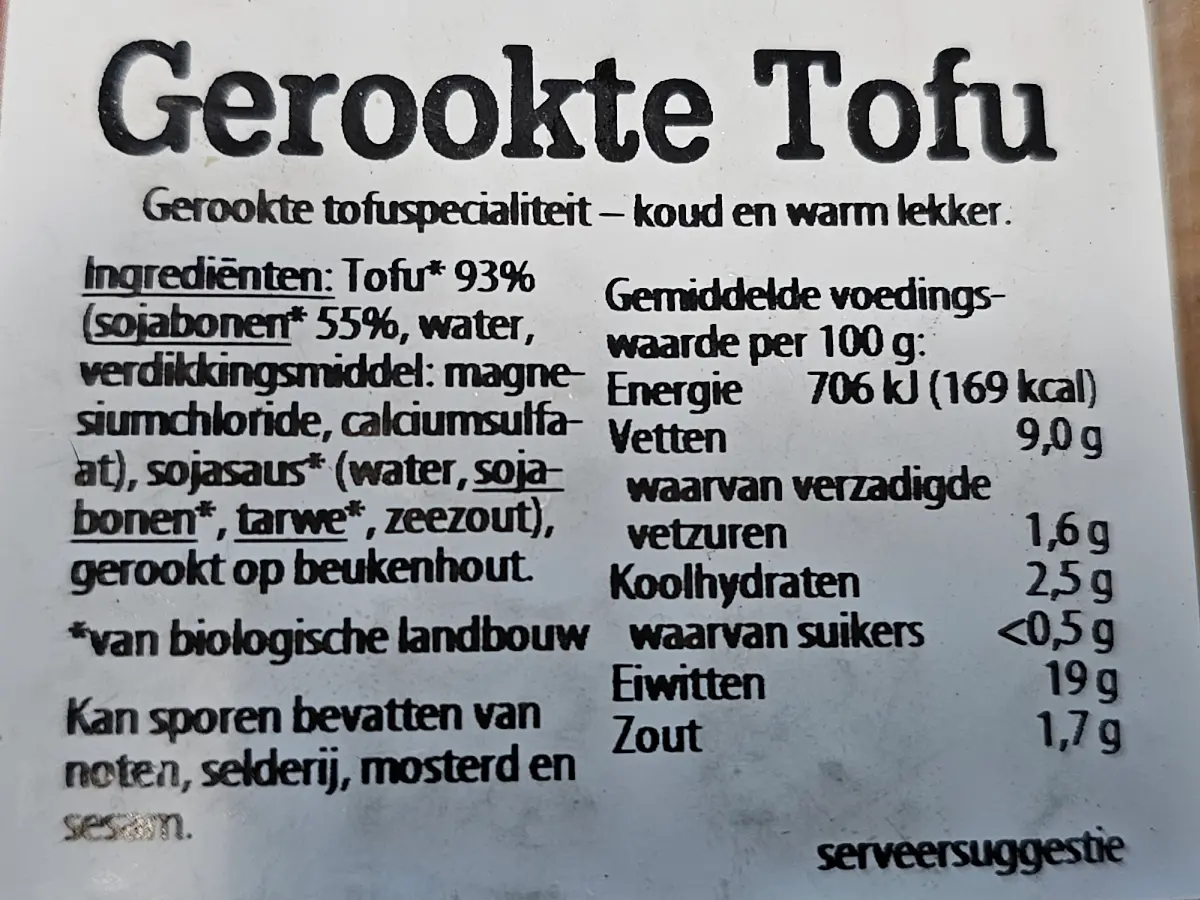 Gerookte Tofu
Gerookte tofuspecialiteit – koud en warm lekker.
Ingrediënten: Tofu* 93%
(sojabonen* 55%, water,
verdikkingsmiddel: magne-
siumchloride, calciumsulfa-
at), sojasaus* (water, soja-
bonen*, tarwe*, zeezout),
gerookt op beukenhout.
*van biologische landbouw
Kan sporen bevatten van
noten, selderij, mosterd en
sesam.
Gemiddelde voedings-
waarde per 100 g:
Energie 706 kJ (169 kcal)
Vetten 9,0 g
waarvan verzadigde
vetzuren 1,6 g
Koolhydraten 2,5 g
waarvan suikers <0,5 g
Eiwitten 19 g
Zout 1,7 g
serveersuggestie